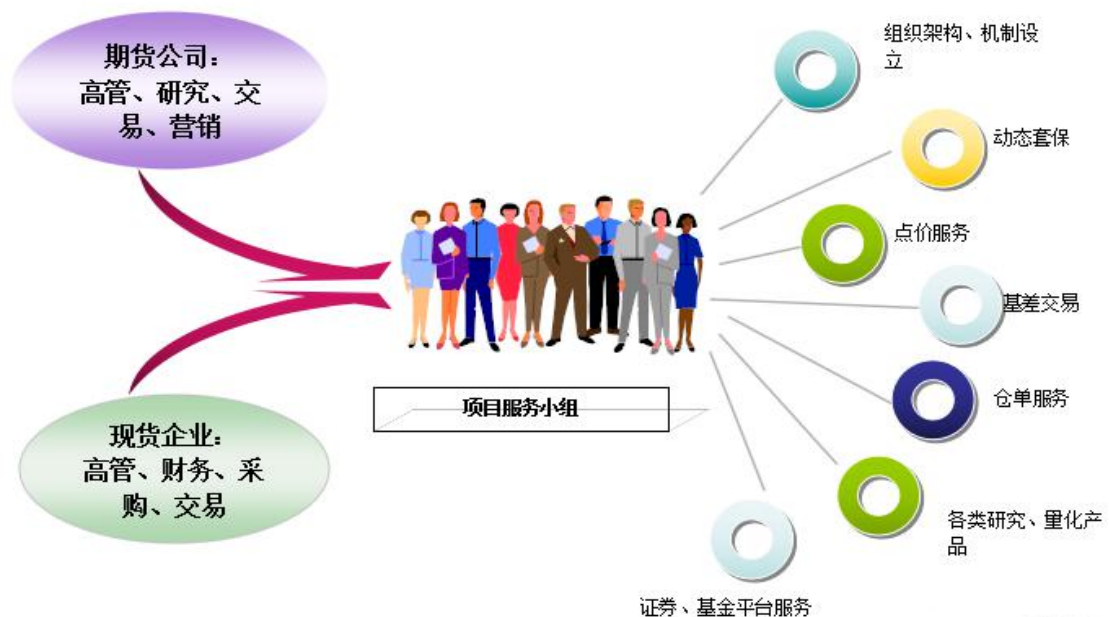 期货公司:
高管、研究、交
易、营销
现货企业:
高管、财务、采
购、交易
项目服务小组
组织架构、机制设
立
动态套保
点价服务
基差交易
仓单服务
各类研究、量化产
品
证券、基金平台服务